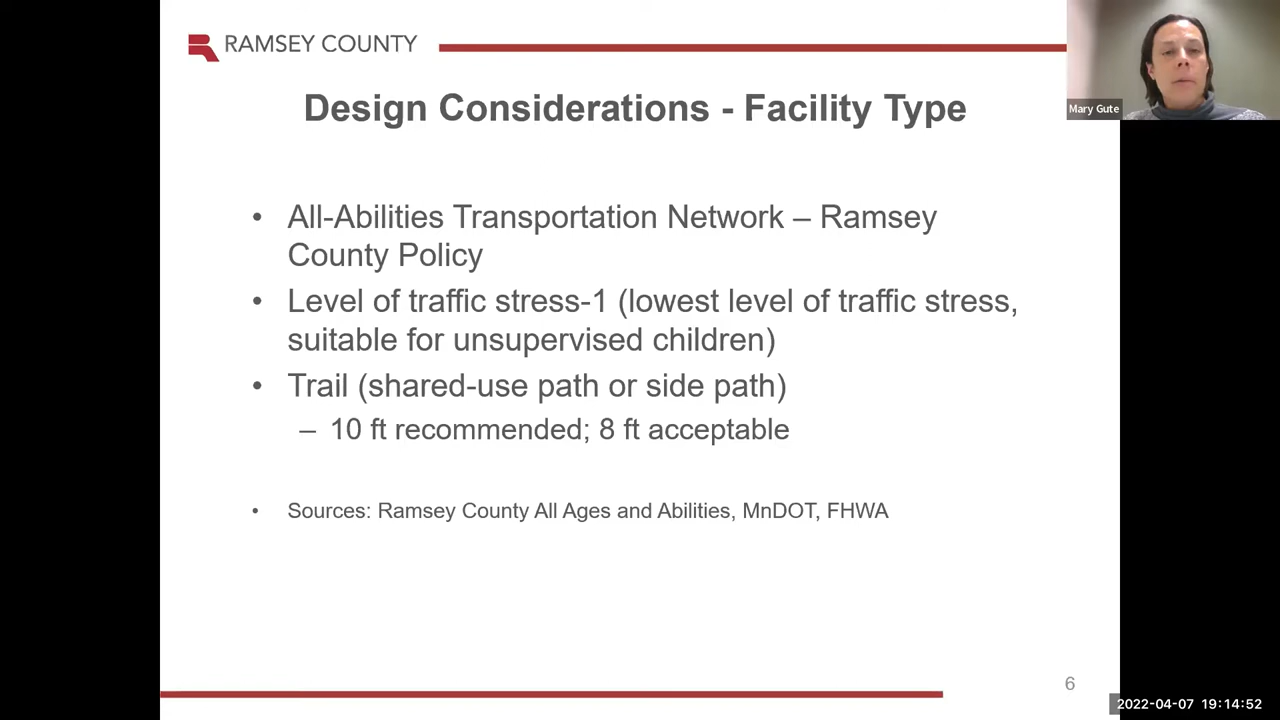 RAMSEY COUNTY
Mary Gute
Design Considerations - Facility Type
• All-Abilities Transportation Network – Ramsey
County Policy
• Level of traffic stress-1 (lowest level of traffic stress,
suitable for unsupervised children)
• Trail (shared-use path or side path)
– 10 ft recommended; 8 ft acceptable
• Sources: Ramsey County All Ages and Abilities, MnDOT, FHWA
6
2022-04-07 19:14:52